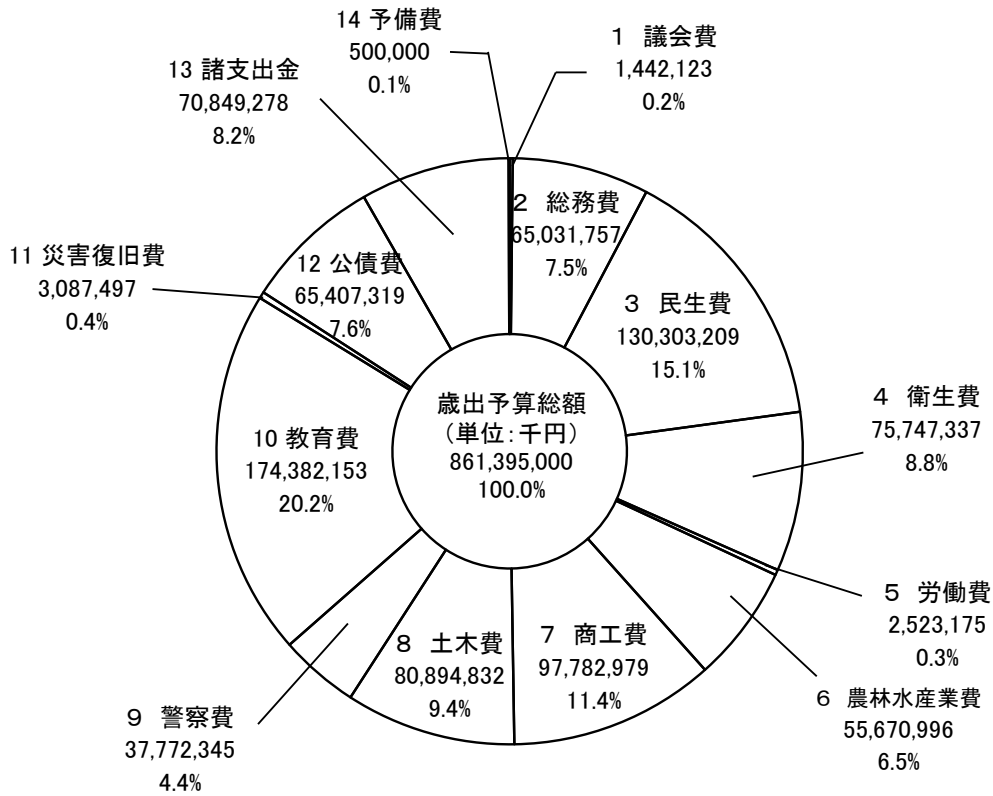 14 予備費
500,000
0.1%
1 議会費
1,442,123
0.2%
13 諸支出金
70,849,278
8.2%
2 総務費
65,031,757
7.5%
11 災害復旧費
3,087,497
0.4%
12 公債費
65,407,319
7.6%
3 民生費
130,303,209
15.1%
4 衛生費
75,747,337
8.8%
歳出予算総額
(単位:千円)
861,395,000
100.0%
10 教育費
174,382,153
20.2%
5 労働費
2,523,175
0.3%
6 農林水産業費
55,670,996
6.5%
7 商工費
97,782,979
11.4%
8 土木費
80,894,832
9.4%
9 警察費
37,772,345
4.4%